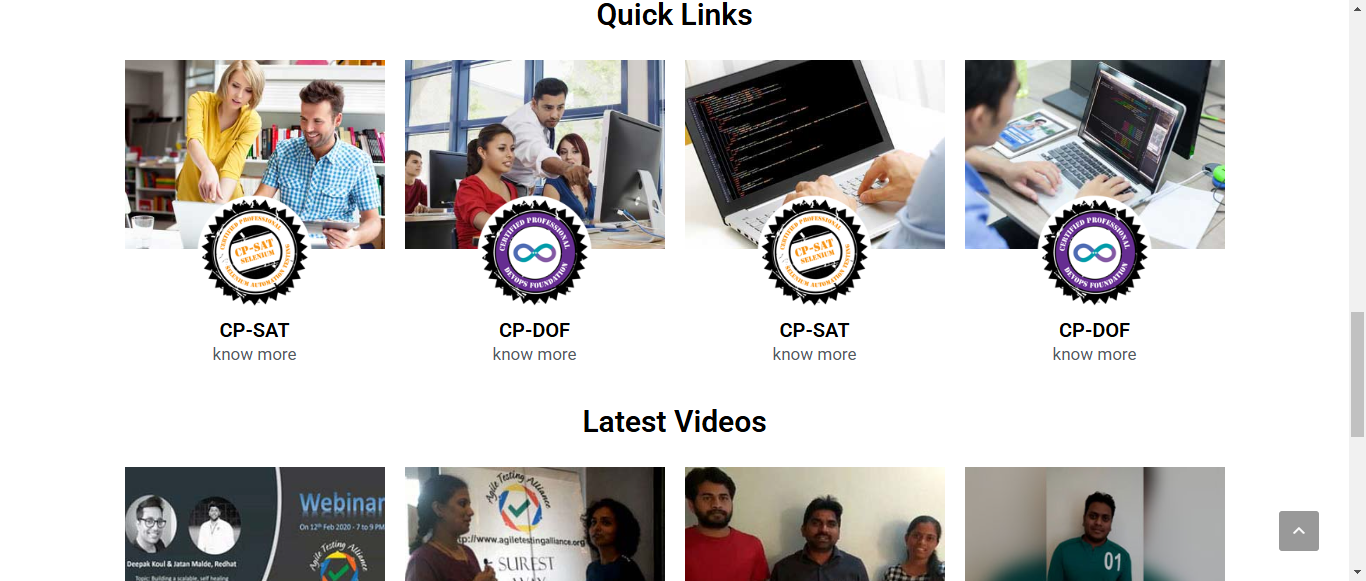 Quick Links
CERTIFIED PROFESSIONAL
CP-SAT
SELENIUM
SELENIUM AUTOMATION TESTING
CERTIFIED PROFESSIONAL
DEVOPS FOUNDATION
CERTIFIED PROFESSIONAL
CP-SAT
SELENIUM
SELENIUM AUTOMATION TESTING
CERTIFIED PROFESSIONAL
DEVOPS FOUNDATION
CP-SAT
CP-DOF
CP-SAT
CP-DOF
know more
know more
know more
know more
Latest Videos
Webinar
On 12th Feb 2020 - 7 to 9 PM
Deepak Koul & Jatan Malde, Redhat
Agile Testing Alliance
Topic: Building a scalable, self healing
Agile Testing Alliance
tp://www.agiletestingalliance.org
SUREST
WAY
01